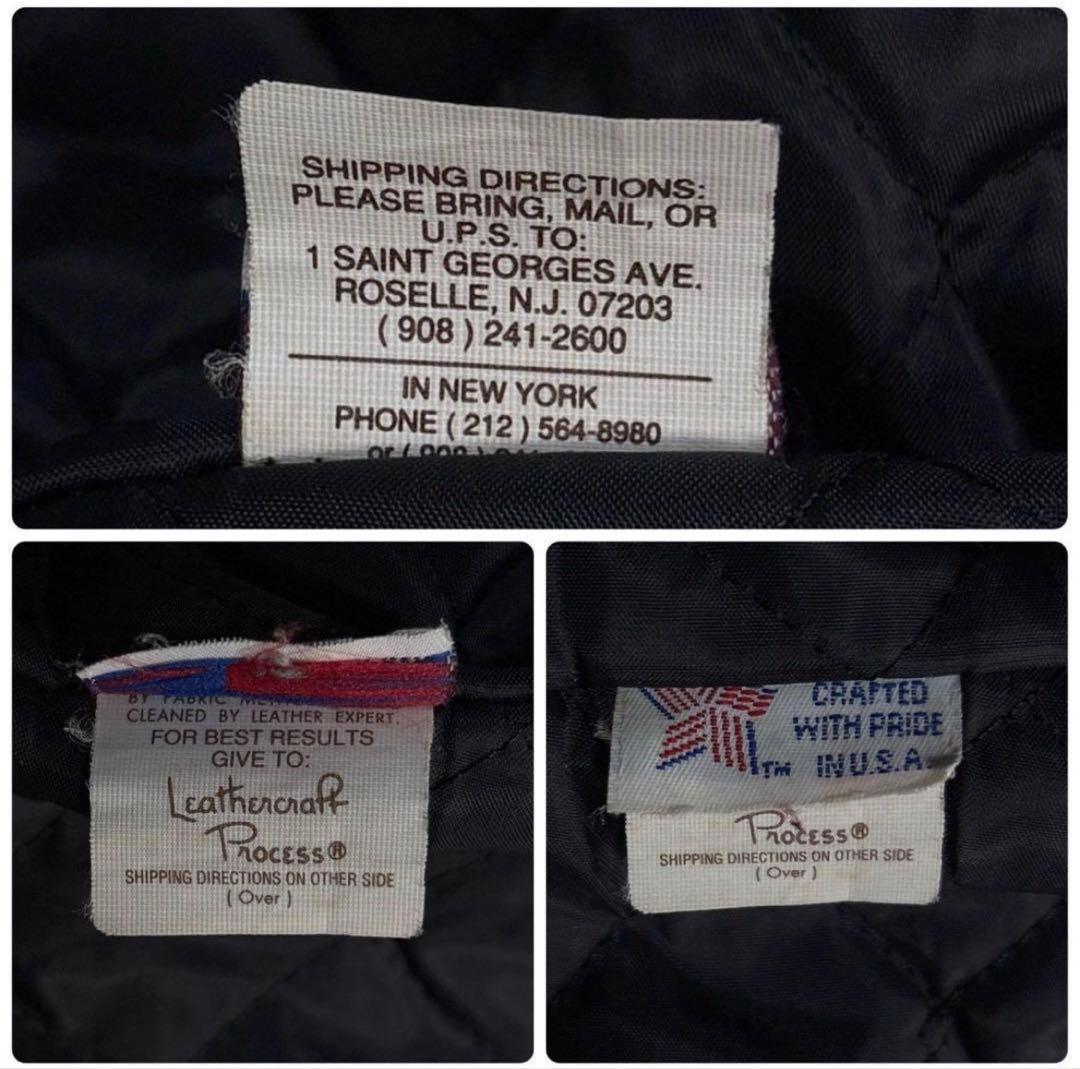 SHIPPING DIRECTIONS:
PLEASE BRING, MAIL, OR
U.P.S. TO:
1 SAINT GEORGES AVE.
ROSELLE, N.J. 07203
( 908 ) 241-2600
IN NEW YORK
PHONE ( 212 ) 564-8980
BY FABRIC
CLEANED BY LEATHER EXPERT.
FOR BEST RESULTS
GIVE TO:
Leathercraft
Process®
SHIPPING DIRECTIONS ON OTHER SIDE
( Over )
CRAFTED
WITH PRIDE
TM IN U.S.A.
Process®
SHIPPING DIRECTIONS ON OTHER SIDE
( Over )